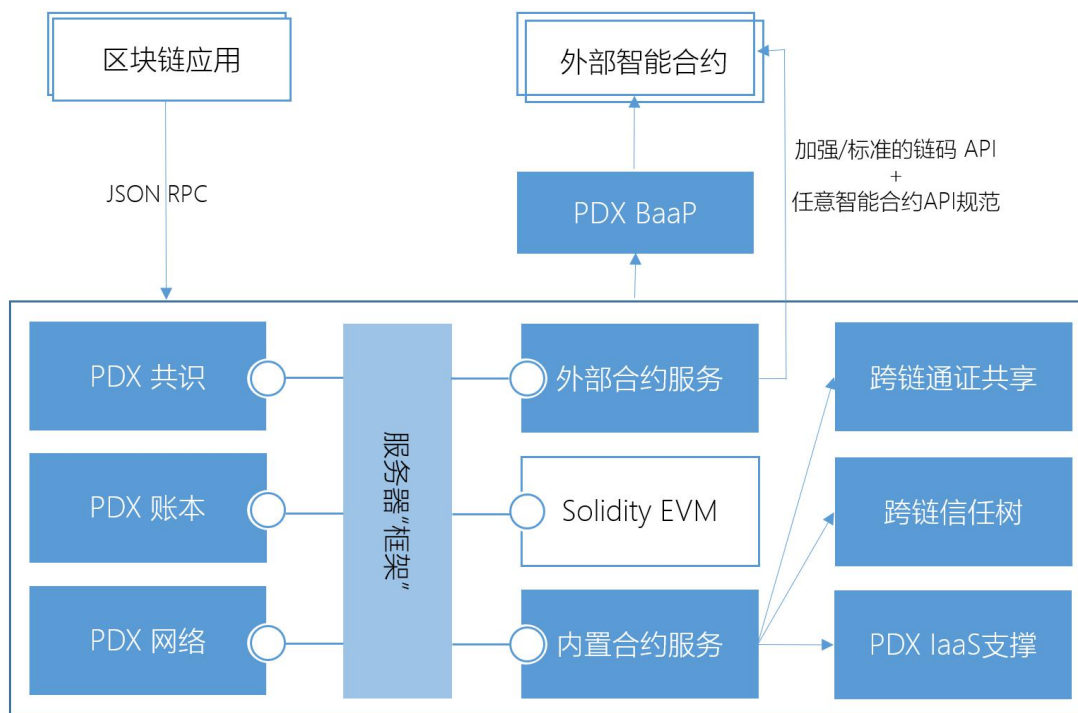 区块链应用
外部智能合约
加强/标准的链码 API
+
任意智能合约API规范
JSON RPC
PDX BaaP
PDX 共识
外部合约服务
跨链通证共享
服务器“框架”
PDX 账本
Solidity EVM
跨链信任树
PDX 网络
内置合约服务
PDX IaaS支撑